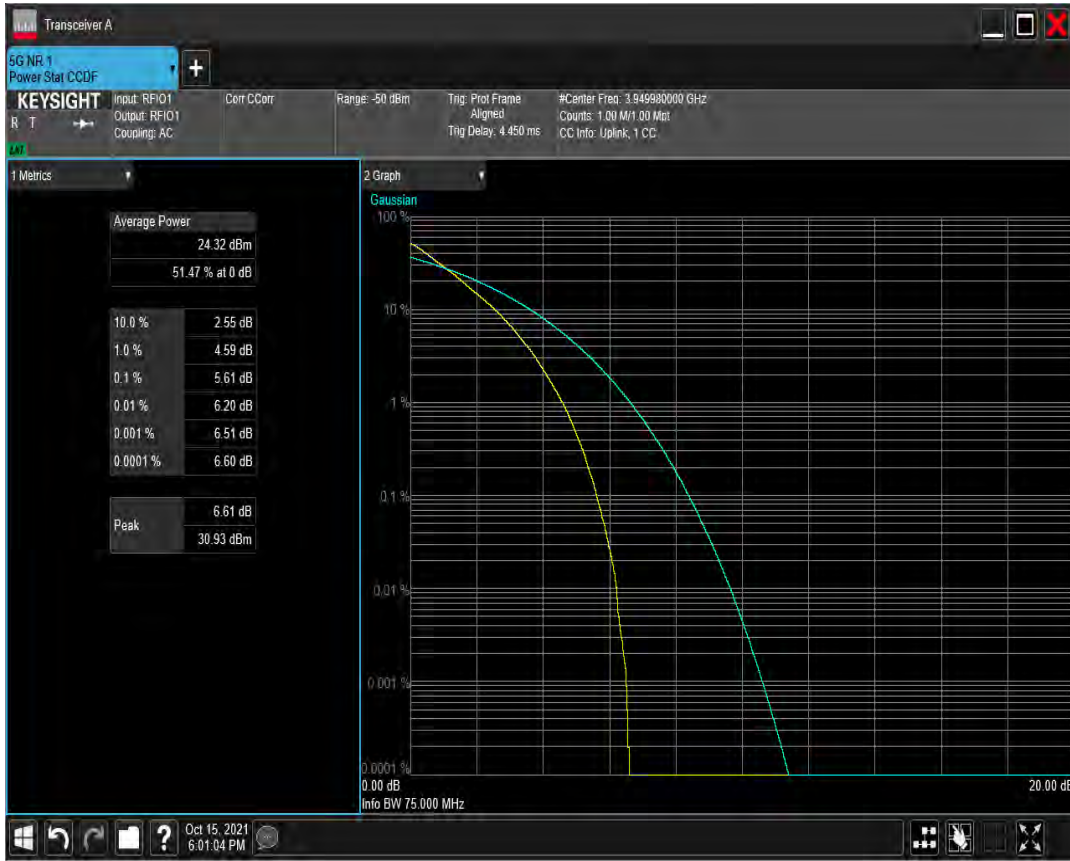 Transceiver A
5G NR 1
Power Stat CCDF
+
KEYSIGHT
R T
LXI
Input: RFIO1
Output: RFIO1
Coupling: AC
Corr CCorr
Range: -50 dBm
Trig: Prot Frame
Aligned
Trig Delay: 4.450 ms
#Center Freq: 3.949980000 GHz
Counts: 1.00 M/1.00 Mpt
CC Info: Uplink, 1 CC
1 Metrics
Average Power
24.32 dBm
51.47 % at 0 dB
10.0 % 2.55 dB
1.0 % 4.59 dB
0.1 % 5.61 dB
0.01 % 6.20 dB
0.001 % 6.51 dB
0.0001 % 6.60 dB
Peak
6.61 dB
30.93 dBm
2 Graph
Gaussian
100 %
10 %
1 %
0.1 %
0.01 %
0.001 %
0.0001 %
0.00 dB
20.00 dB
Info BW 75.000 MHz
?
Oct 15, 2021
6:01:04 PM